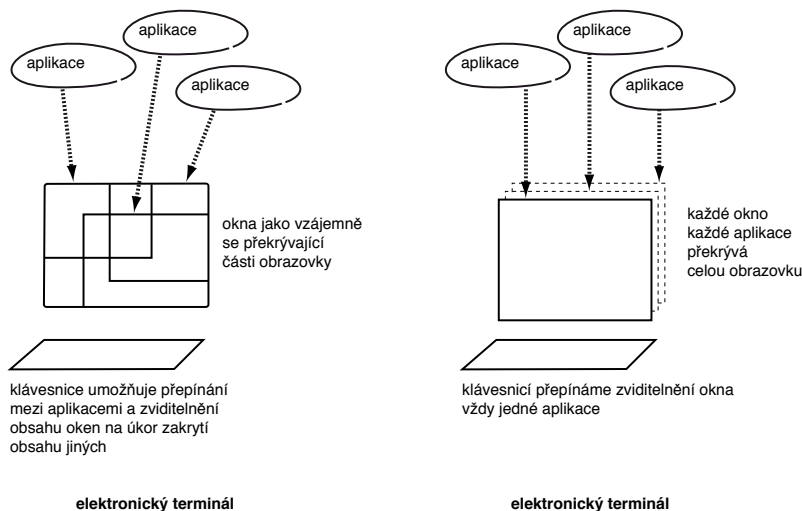 aplikace
aplikace
aplikace
okna jako vzájemně
se překrývající
části obrazovky
klávesnice umožňuje přepínání
mezi aplikacemi a zviditelnění
obsahu oken na úkor zakrytí
obsahu jiných
elektronický terminál
aplikace
aplikace
aplikace
každé okno
každé aplikace
překrývá
celou obrazovku
klávesnicí přepínáme zviditelnění okna
vždy jedné aplikace
elektronický terminál